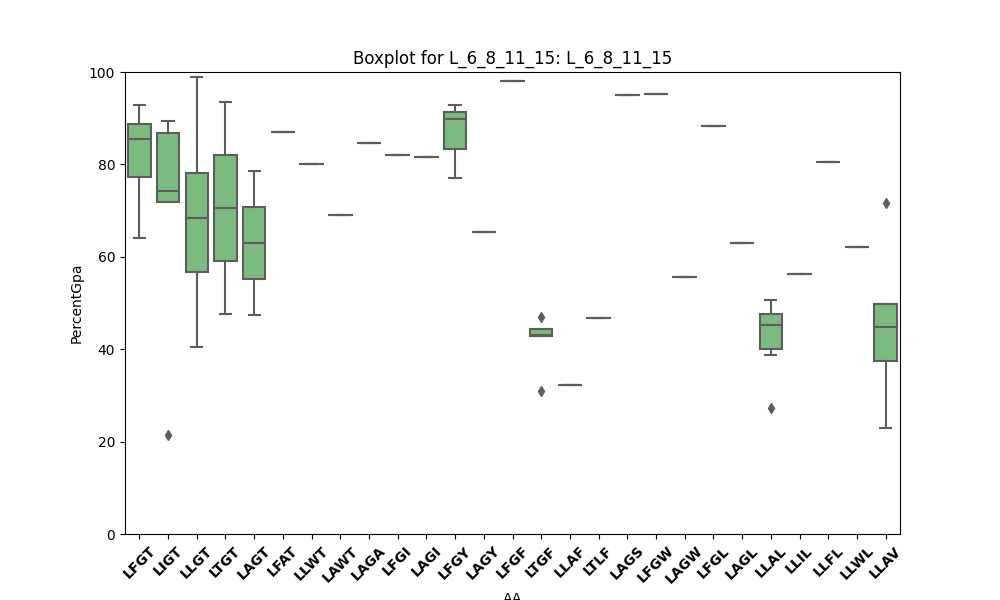 Boxplot for L_6_8_11_15: L_6_8_11_15
100
80
60
40
20
0
PercentGpa
LFGT LIGT LLGT LTGT LAGT LFAT LLWT LAWT LAGA LFGI LAGI LFGY LAGY LFGF LTGF LLAF LTLF LAGS LFGW LAGW LFGL LAGL LLAL LLIL LLFL LLWL LLAV
AA